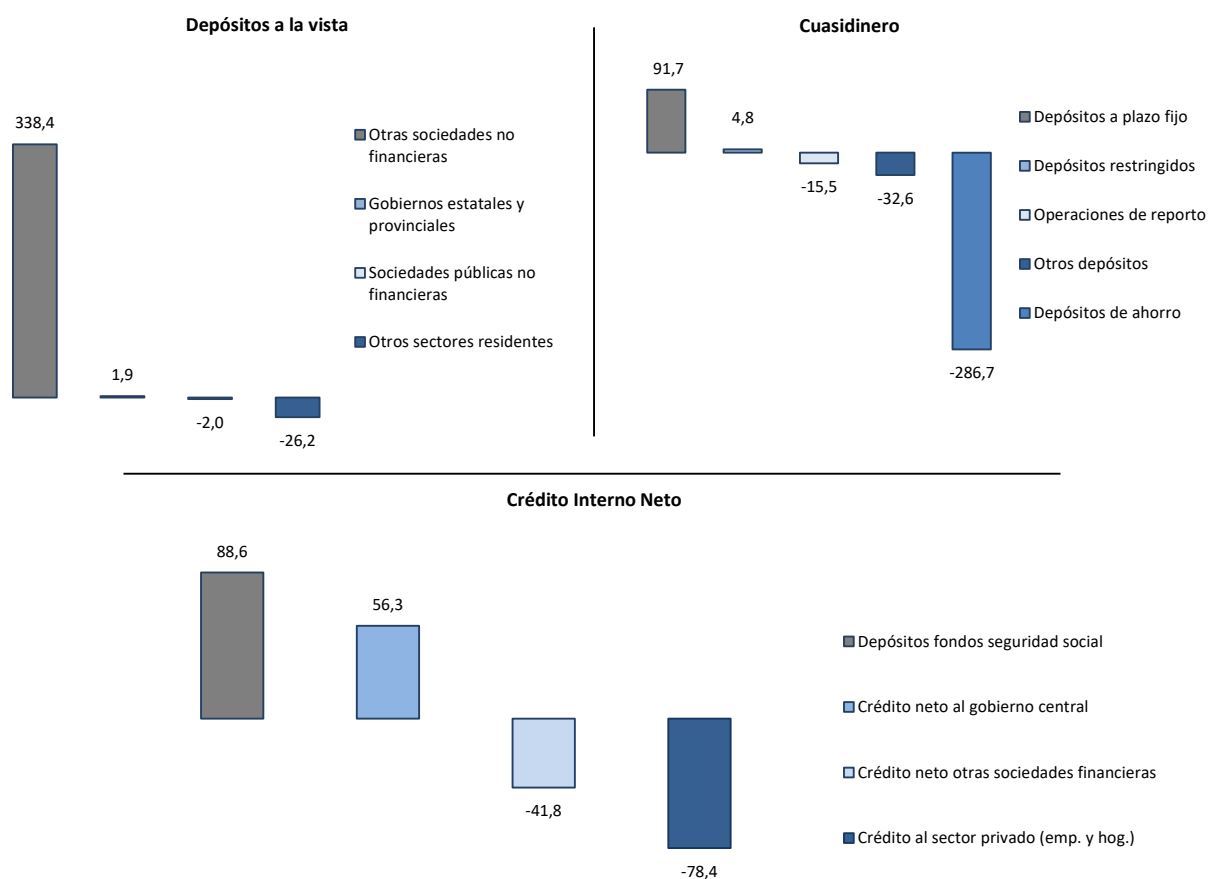 Depósitos a la vista
338,4
1,9
-2,0
-26,2
Otras sociedades no
financieras
Gobiernos estatales y
provinciales
Sociedades públicas no
financieras
Otros sectores residentes
Cuasidinero
91,7
4,8
-15,5
-32,6
-286,7
Depósitos a plazo fijo
Depósitos restringidos
Operaciones de reporto
Otros depósitos
Depósitos de ahorro
Crédito Interno Neto
88,6
56,3
-41,8
-78,4
Depósitos fondos seguridad social
Crédito neto al gobierno central
Crédito neto otras sociedades financieras
Crédito al sector privado (emp. y hog.)